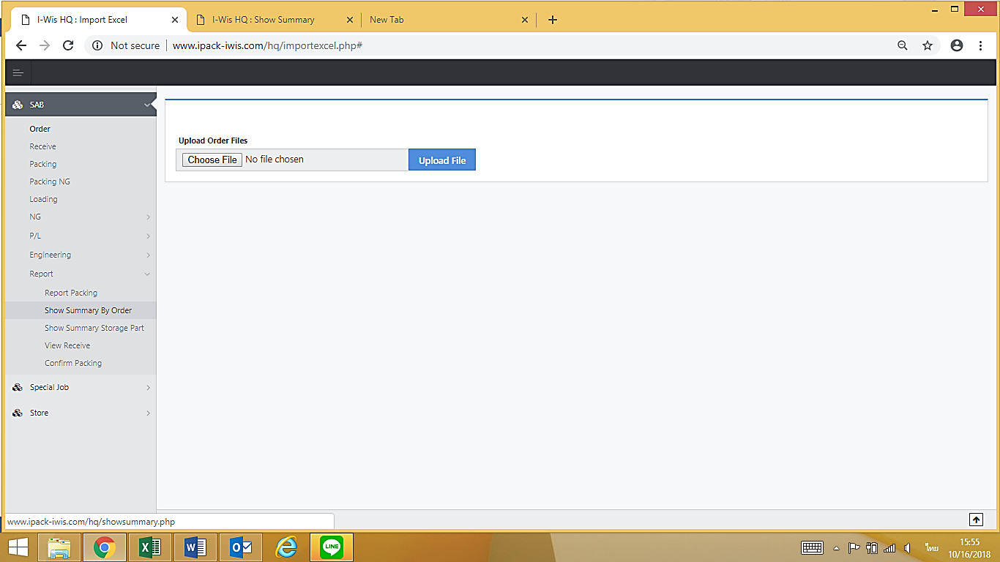 I-Wis HQ : Import Excel
I-Wis HQ : Show Summary
New Tab
Not secure
www.ipack-iwis.com/hq/importexcel.php#
SAB
Order
Receive
Packing
Packing NG
Loading
NG
P/L
Engineering
Report
Report Packing
Show Summary By Order
Show Summary Storage Part
View Receive
Confirm Packing
Special Job
Store
Upload Order Files
Choose File No file chosen
Upload File
www.ipack-iwis.com/hq/showsummary.php
LINE
ไทย
15:55
10/16/2018